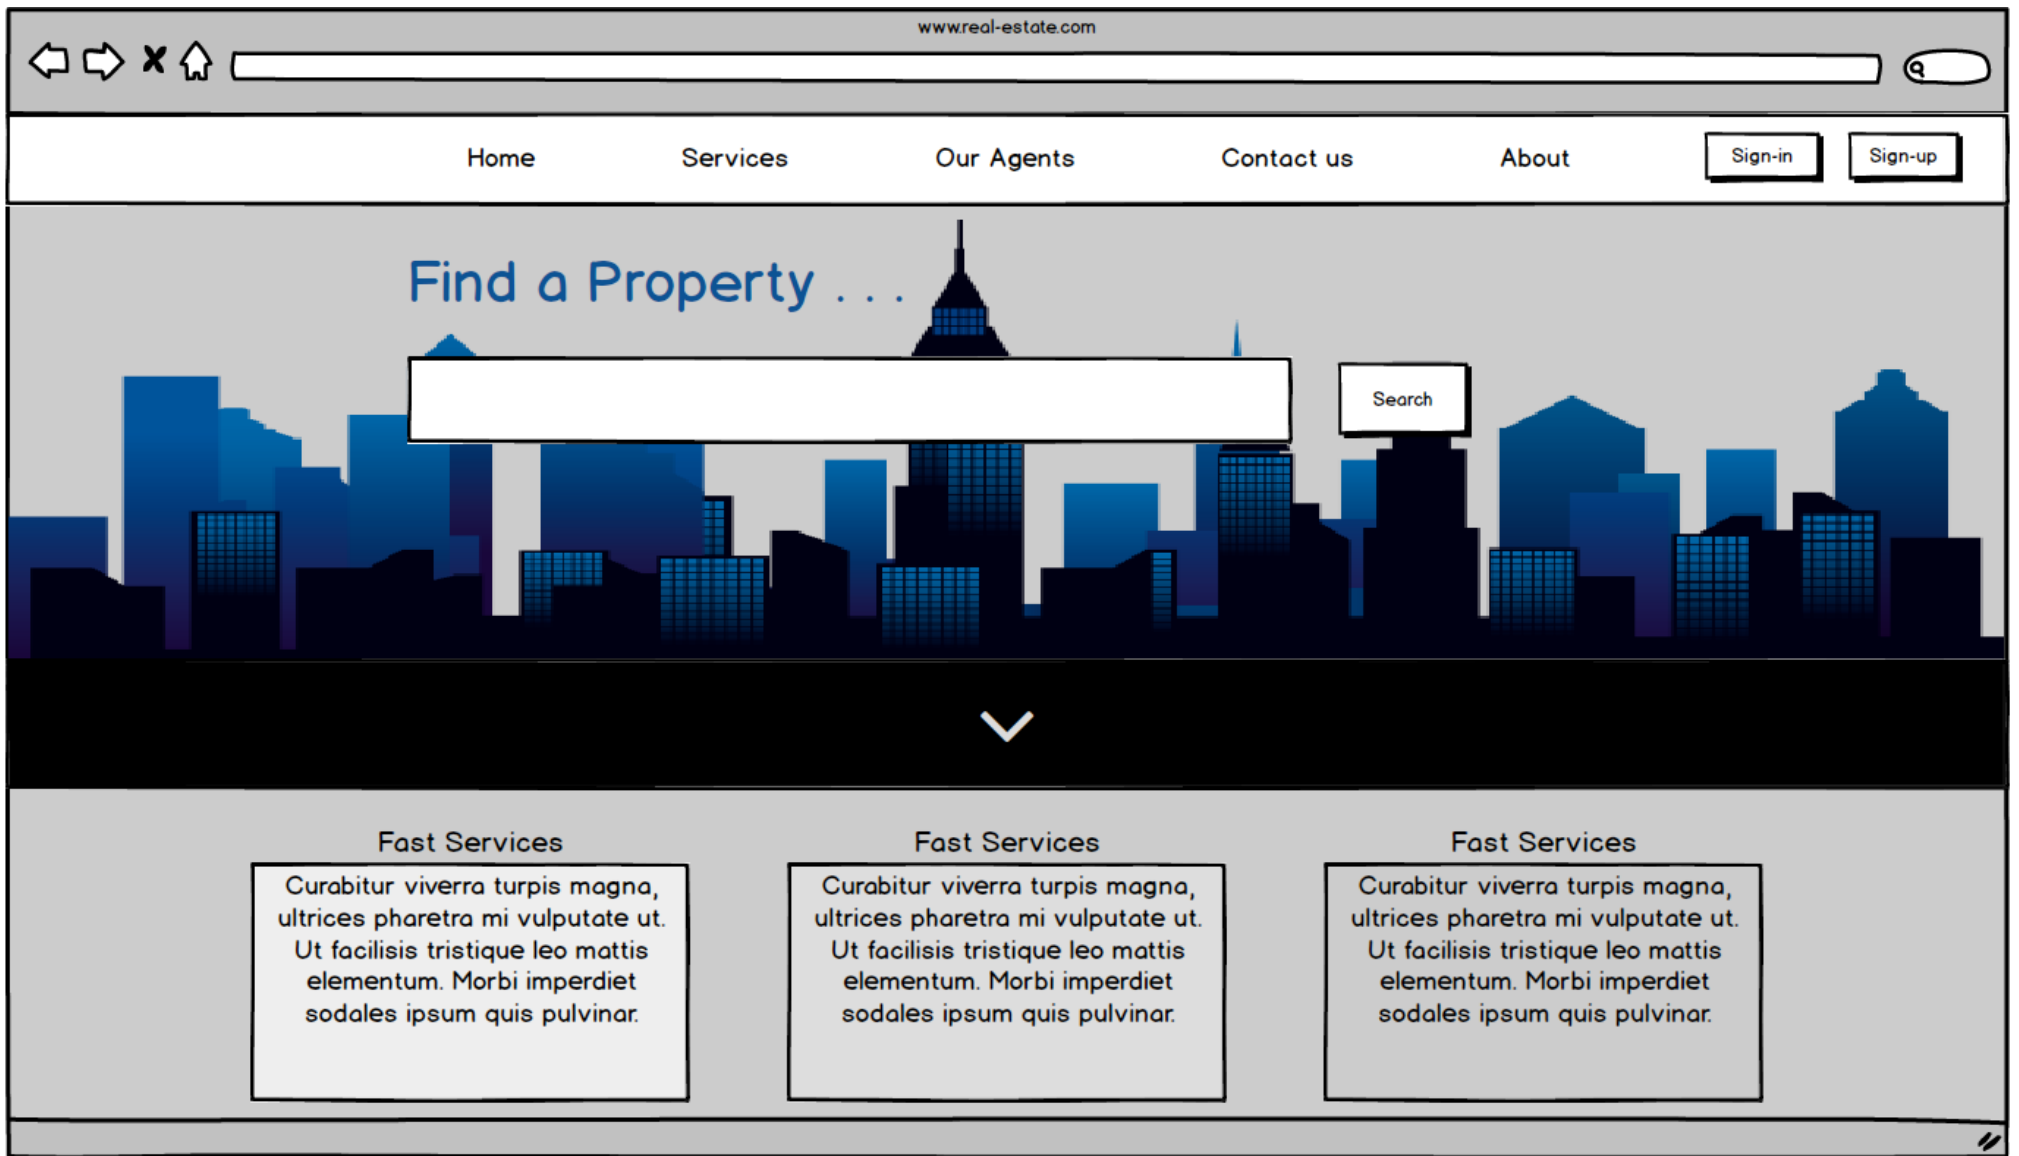 www.real-estate.com
Home Services Our Agents Contact us About Sign-in Sign-up
Find a Property . . .
Search
Fast Services
Curabitur viverra turpis magna,
ultrices pharetra mi vulputate ut.
Ut facilisis tristique leo mattis
elementum. Morbi imperdiet
sodales ipsum quis pulvinar.
Fast Services
Curabitur viverra turpis magna,
ultrices pharetra mi vulputate ut.
Ut facilisis tristique leo mattis
elementum. Morbi imperdiet
sodales ipsum quis pulvinar.
Fast Services
Curabitur viverra turpis magna,
ultrices pharetra mi vulputate ut.
Ut facilisis tristique leo mattis
elementum. Morbi imperdiet
sodales ipsum quis pulvinar.